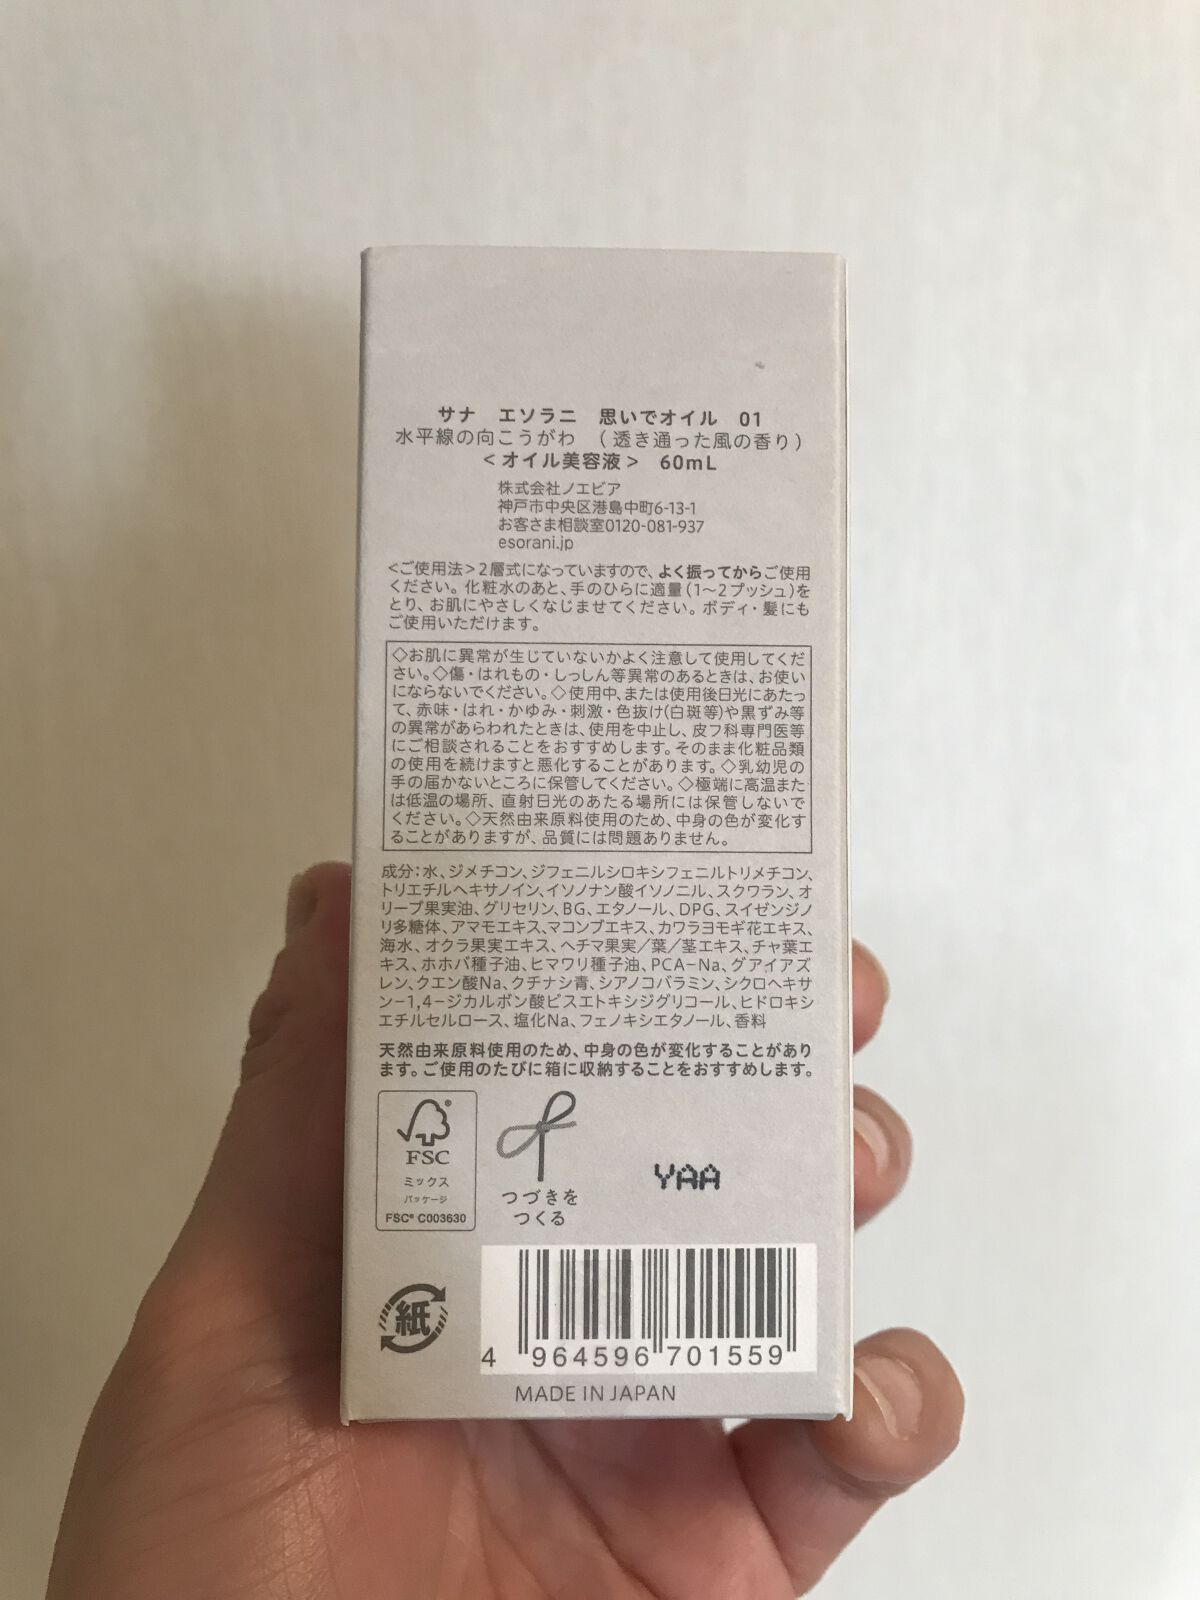 サナ エソラニ 思いでオイル 01
水平線の向こうがわ (透き通った風の香り)
<オイル美容液> 60mL
株式会社ノエビア
神戸市中央区港島中町6-13-1
お客さま相談室0120-081-937
esorani.jp
<ご使用法>2層式になっていますので、よく振ってからご使用
ください。化粧水のあと、手のひらに適量(1〜2プッシュ)を
とり、お肌にやさしくなじませてください。ボディ・髪にも
ご使用いただけます。
◇お肌に異常が生じていないかよく注意して使用してくだ
さい。◇傷・はれもの・しっしん等異常のあるときは、お使い
にならないでください。◇使用中、または使用後日光にあたっ
て、赤味・はれ・かゆみ・刺激・色抜け(白斑等)や黒ずみ等
の異常があらわれたときは、使用を中止し、皮フ科専門医等
にご相談されることをおすすめします。そのまま化粧品類
の使用を続けますと悪化することがあります。◇乳幼児の
手の届かないところに保管してください。◇極端に高温また
は低温の場所、直射日光のあたる場所には保管しないで
ください。◇天然由来原料使用のため、中身の色が変化す
ることがありますが、品質には問題ありません。
成分:水、ジメチコン、ジフェニルシロキシフェニルトリメチコン、
トリエチルヘキサノイン、イソノナン酸イソノニル、スクワラン、オ
リーブ果実油、グリセリン、BG、エタノール、DPG、スイゼンジノ
リ多糖体、アマモエキス、マコンブエキス、カワラヨモギ花エキス、
海水、オクラ果実エキス、ヘチマ果実/葉/茎エキス、チャ葉エ
キス、ホホバ種子油、ヒマワリ種子油、PCA-Na、グアイアズ
レン、クエン酸Na、クチナシ青、シアノコバラミン、シクロヘキサ
ン-1,4-ジカルボン酸ビスエトキシジグリコール、ヒドロキシ
エチルセルロース、塩化Na、フェノキシエタノール、香料
天然由来原料使用のため、中身の色が変化することがあり
ます。ご使用のたびに箱に収納することをおすすめします。
FSC
ミックス
パッケージ
FSC® C003630
つづきを
つくる
YAA
紙
4 964596 701559
MADE IN JAPAN